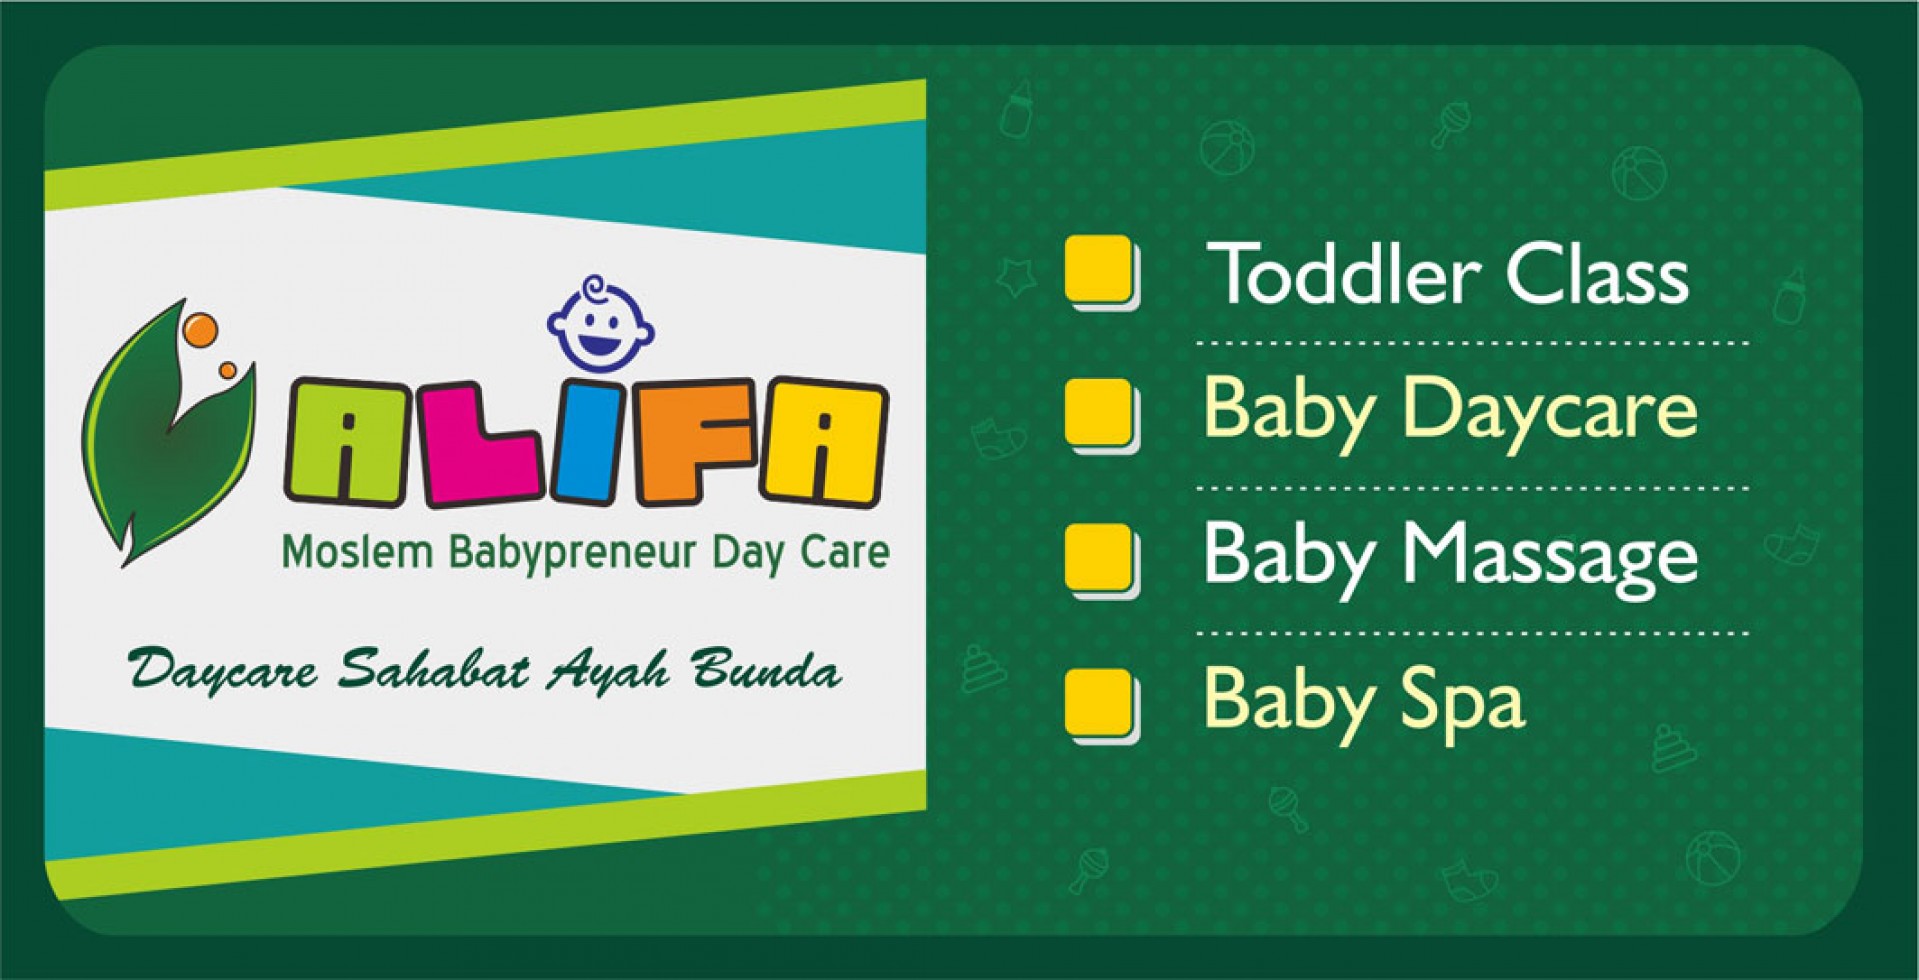 ALIFA
Moslem Babypreneur Day Care
Daycare Sahabat Ayah Bunda
Toddler Class
Baby Daycare
Baby Massage
Baby Spa